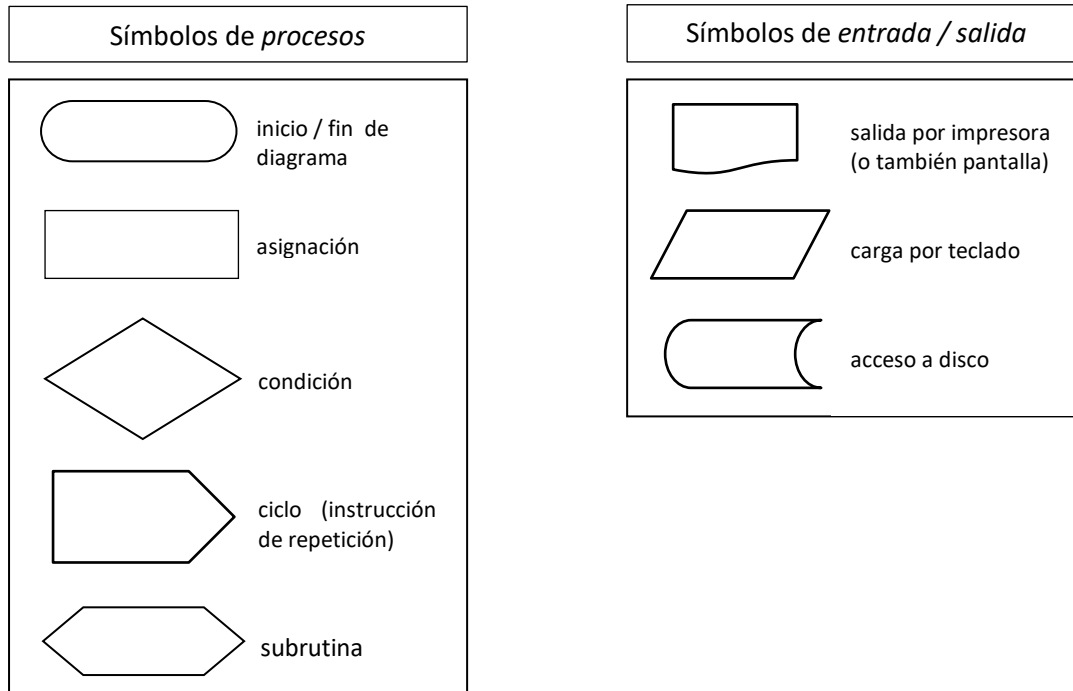 Símbolos de procesos
inicio / fin de
diagrama
asignación
condición
ciclo (instrucción
de repetición)
subrutina
Símbolos de entrada / salida
salida por impresora
(o también pantalla)
carga por teclado
acceso a disco